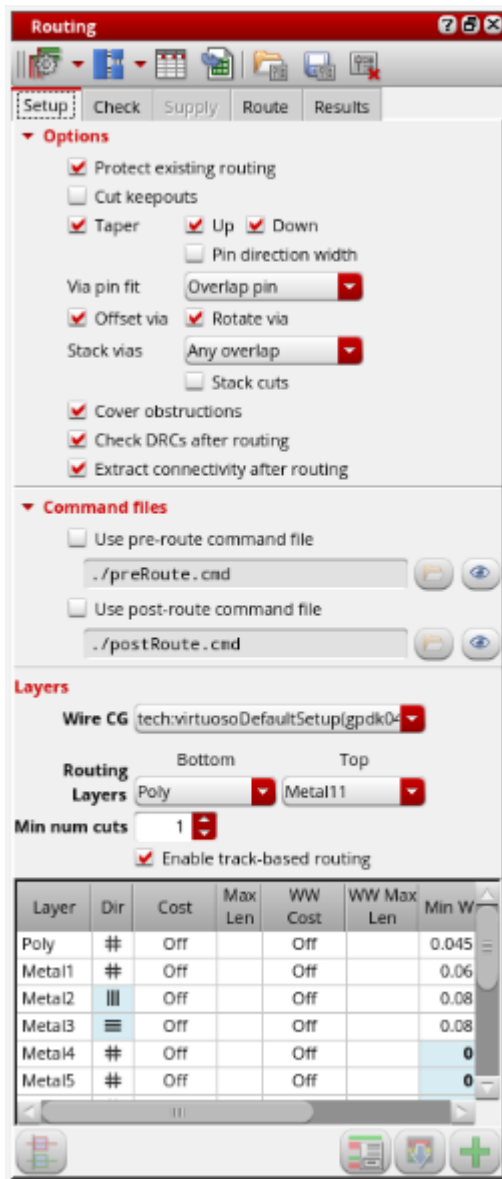 Routing
Setup Check Supply Route Results
Options
Protect existing routing
Cut keepouts
Taper Up Down
Pin direction width
Via pin fit Overlap pin
Offset via Rotate via
Stack vias Any overlap
Stack cuts
Cover obstructions
Check DRCs after routing
Extract connectivity after routing
Command files
Use pre-route command file
./preRoute.cmd
Use post-route command file
./postRoute.cmd
Layers
Wire CG tech:virtuosoDefaultSetup(gpdk04
Bottom Top
Routing Layers Poly Metal11
Min num cuts 1
Enable track-based routing
Layer Dir Cost Max Len WW Cost WW Max Len Min W
Poly Off Off 0.045
Metal1 Off Off 0.06
Metal2 Off Off 0.08
Metal3 Off Off 0.08
Metal4 Off Off 0
Metal5 Off Off 0